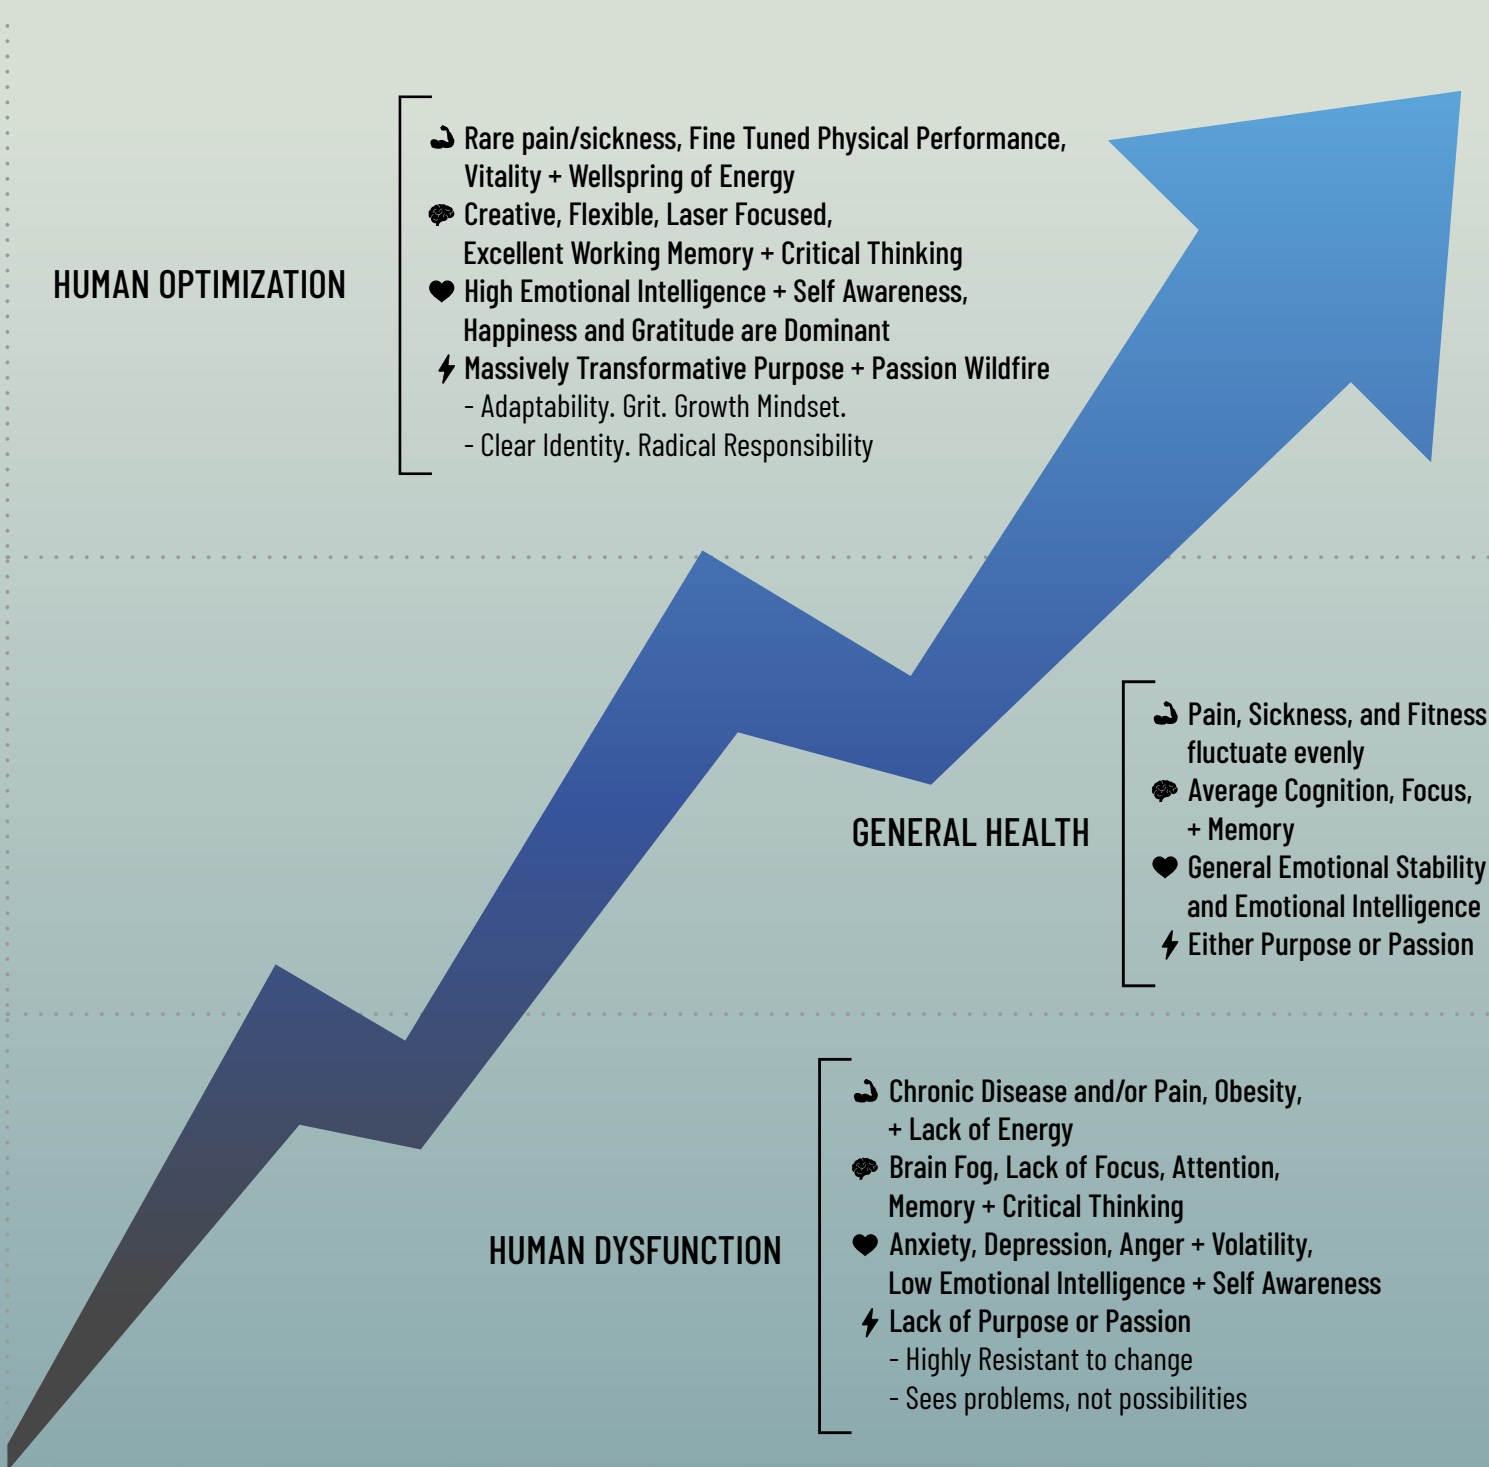 HUMAN OPTIMIZATION
Rare pain/sickness, Fine Tuned Physical Performance,
Vitality + Wellspring of Energy
Creative, Flexible, Laser Focused,
Excellent Working Memory + Critical Thinking
High Emotional Intelligence + Self Awareness,
Happiness and Gratitude are Dominant
Massively Transformative Purpose + Passion Wildfire
- Adaptability. Grit. Growth Mindset.
- Clear Identity. Radical Responsibility
GENERAL HEALTH
Pain, Sickness, and Fitness
fluctuate evenly
Average Cognition, Focus,
+ Memory
General Emotional Stability
and Emotional Intelligence
Either Purpose or Passion
HUMAN DYSFUNCTION
Chronic Disease and/or Pain, Obesity,
+ Lack of Energy
Brain Fog, Lack of Focus, Attention,
Memory + Critical Thinking
Anxiety, Depression, Anger + Volatility,
Low Emotional Intelligence + Self Awareness
Lack of Purpose or Passion
- Highly Resistant to change
- Sees problems, not possibilities